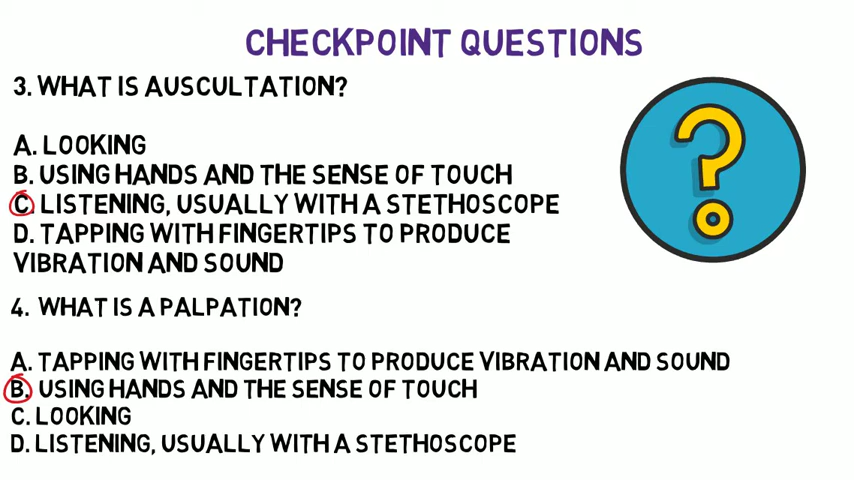 CHECKPOINT QUESTIONS
3. WHAT IS AUSCULTATION?
A. LOOKING
B. USING HANDS AND THE SENSE OF TOUCH
C. LISTENING, USUALLY WITH A STETHOSCOPE
D. TAPPING WITH FINGERTIPS TO PRODUCE
VIBRATION AND SOUND
4. WHAT IS A PALPATION?
A. TAPPING WITH FINGERTIPS TO PRODUCE VIBRATION AND SOUND
B. USING HANDS AND THE SENSE OF TOUCH
C. LOOKING
D. LISTENING, USUALLY WITH A STETHOSCOPE